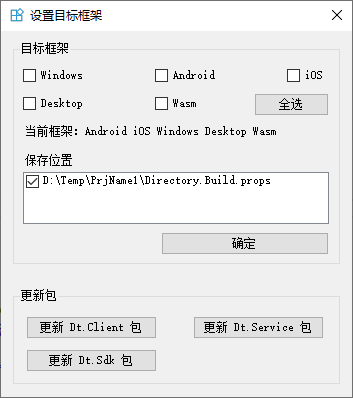 设置目标框架
目标框架
Windows Android iOS
Desktop Wasm 全选
当前框架: Android iOS Windows Desktop Wasm
保存位置
D:\Temp\PrjName1\Directory.Build.props
确定
更新包
更新 Dt.Client 包 更新 Dt.Service 包
更新 Dt.Sdk 包